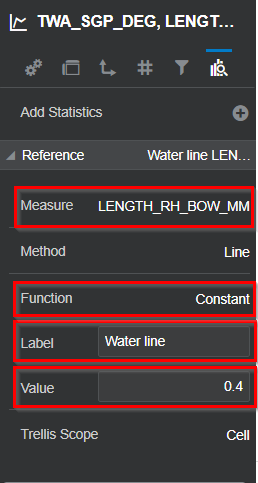 TWA_SGP_DEG, LENGT...
Add Statistics
Reference Water line LEN...
Measure LENGTH_RH_BOW_MM
Method Line
Function Constant
Label Water line
Value 0.4
Trellis Scope Cell